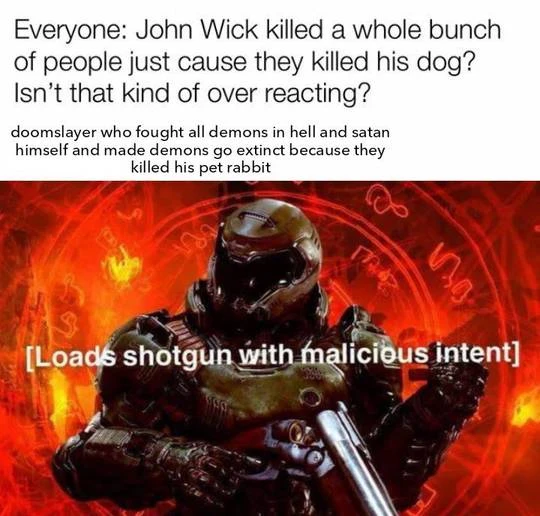 Everyone: John Wick killed a whole bunch
of people just cause they killed his dog?
Isn't that kind of over reacting?
doomslayer who fought all demons in hell and satan
himself and made demons go extinct because they
killed his pet rabbit
[Loads shotgun with malicious intent]